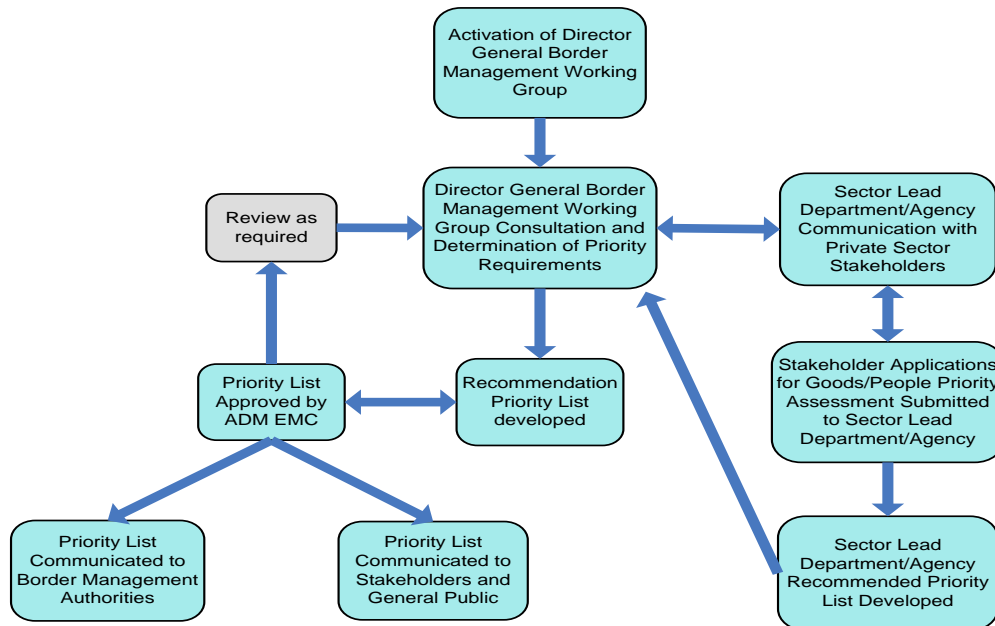 Activation of Director
General Border
Management Working
Group
Director General Border
Management Working
Group Consultation and
Determination of Priority
Requirements
Review as
required
Sector Lead
Department/Agency
Communication with
Private Sector
Stakeholders
Priority List
Approved by
ADM EMC
Recommendation
Priority List
developed
Stakeholder Applications
for Goods/People Priority
Assessment Submitted
to Sector Lead
Department/Agency
Priority List
Communicated to
Border Management
Authorities
Priority List
Communicated to
Stakeholders and
General Public
Sector Lead
Department/Agency
Recommended Priority
List Developed